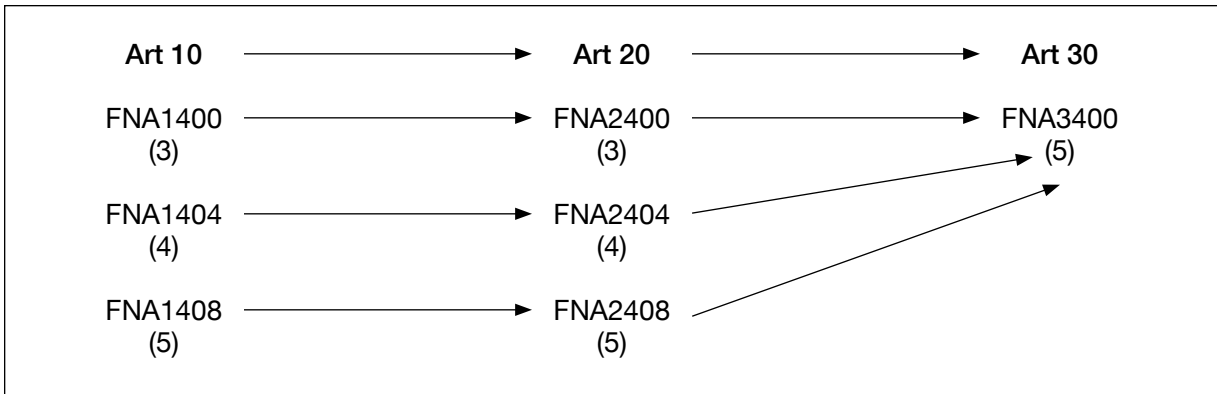 Art 10 Art 20 Art 30
FNA1400 FNA2400 FNA3400
(3) (3) (5)
FNA1404 FNA2404
(4) (4)
FNA1408 FNA2408
(5) (5)